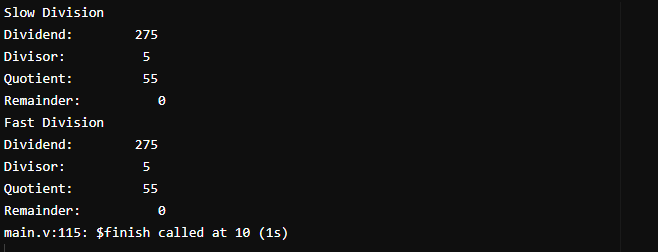 Slow Division
Dividend:        275
Divisor:          5
Quotient:         55
Remainder:          0
Fast Division
Dividend:        275
Divisor:          5
Quotient:         55
Remainder:          0
main.v:115: $finish called at 10 (1s)